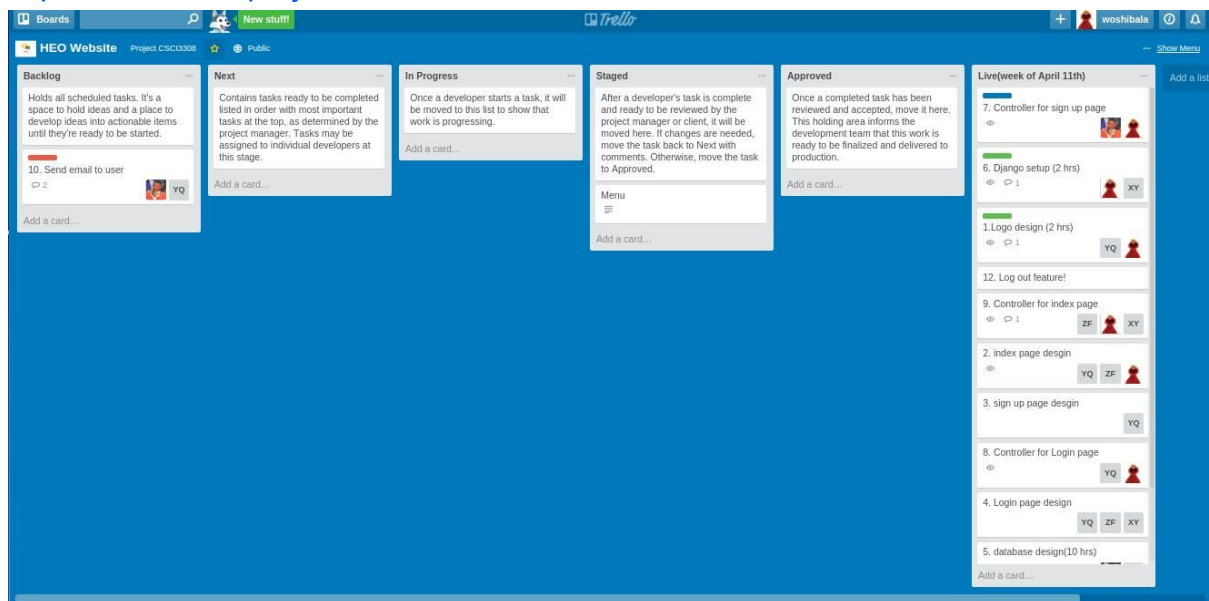 Boards
New stuff!!
Trello
woshibala
HEO Website
Project CSCI3308
Public
Show Menu
Backlog
Holds all scheduled tasks. It's a
space to hold ideas and a place to
develop ideas into actionable items
until they're ready to be started.
10. Send email to user
2
YQ
Add a card...
Next
Contains tasks ready to be completed
listed in order with most important
tasks at the top, as determined by the
project manager. Tasks may be
assigned to individual developers at
this stage.
Add a card...
In Progress
Once a developer starts a task, it will
be moved to this list to show that
work is progressing.
Add a card...
Staged
After a developer's task is complete
and ready to be reviewed by the
project manager or client, it will be
moved here. If changes are needed,
move the task back to Next with
comments. Otherwise, move the task
to Approved.
Menu
Add a card...
Approved
Once a completed task has been
reviewed and accepted, move it here.
This holding area informs the
development team that this work is
ready to be finalized and delivered to
production.
Add a card...
Live(week of April 11th)
7. Controller for sign up page
6. Django setup (2 hrs)
1
XY
1.Logo design (2 hrs)
1
YQ
12. Log out feature!
9. Controller for index page
1
ZF XY
2. index page desgin
YQ ZF
3. sign up page desgin
YQ
8. Controller for Login page
YQ
4. Login page design
YQ ZF XY
5. database design(10 hrs)
Add a card...
Add a list